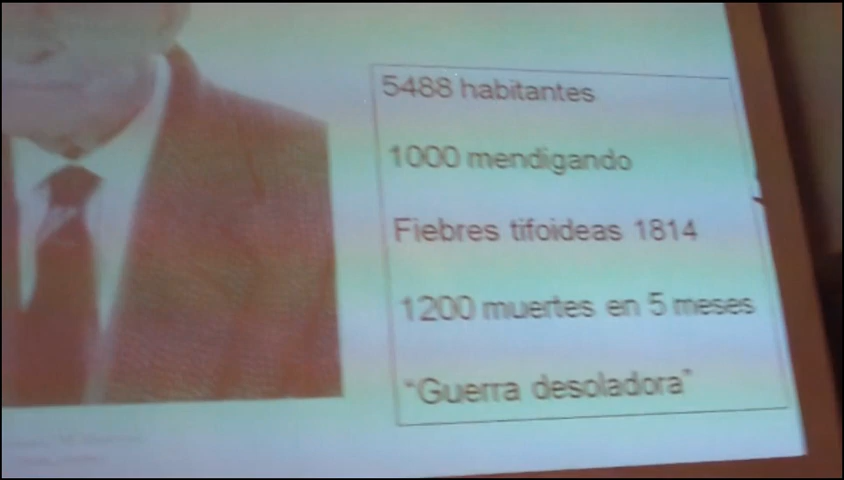 5488 habitantes
1000 mendigando
Fiebres tifoideas 1814
1200 muertes en 5 meses
“Guerra desoladora”